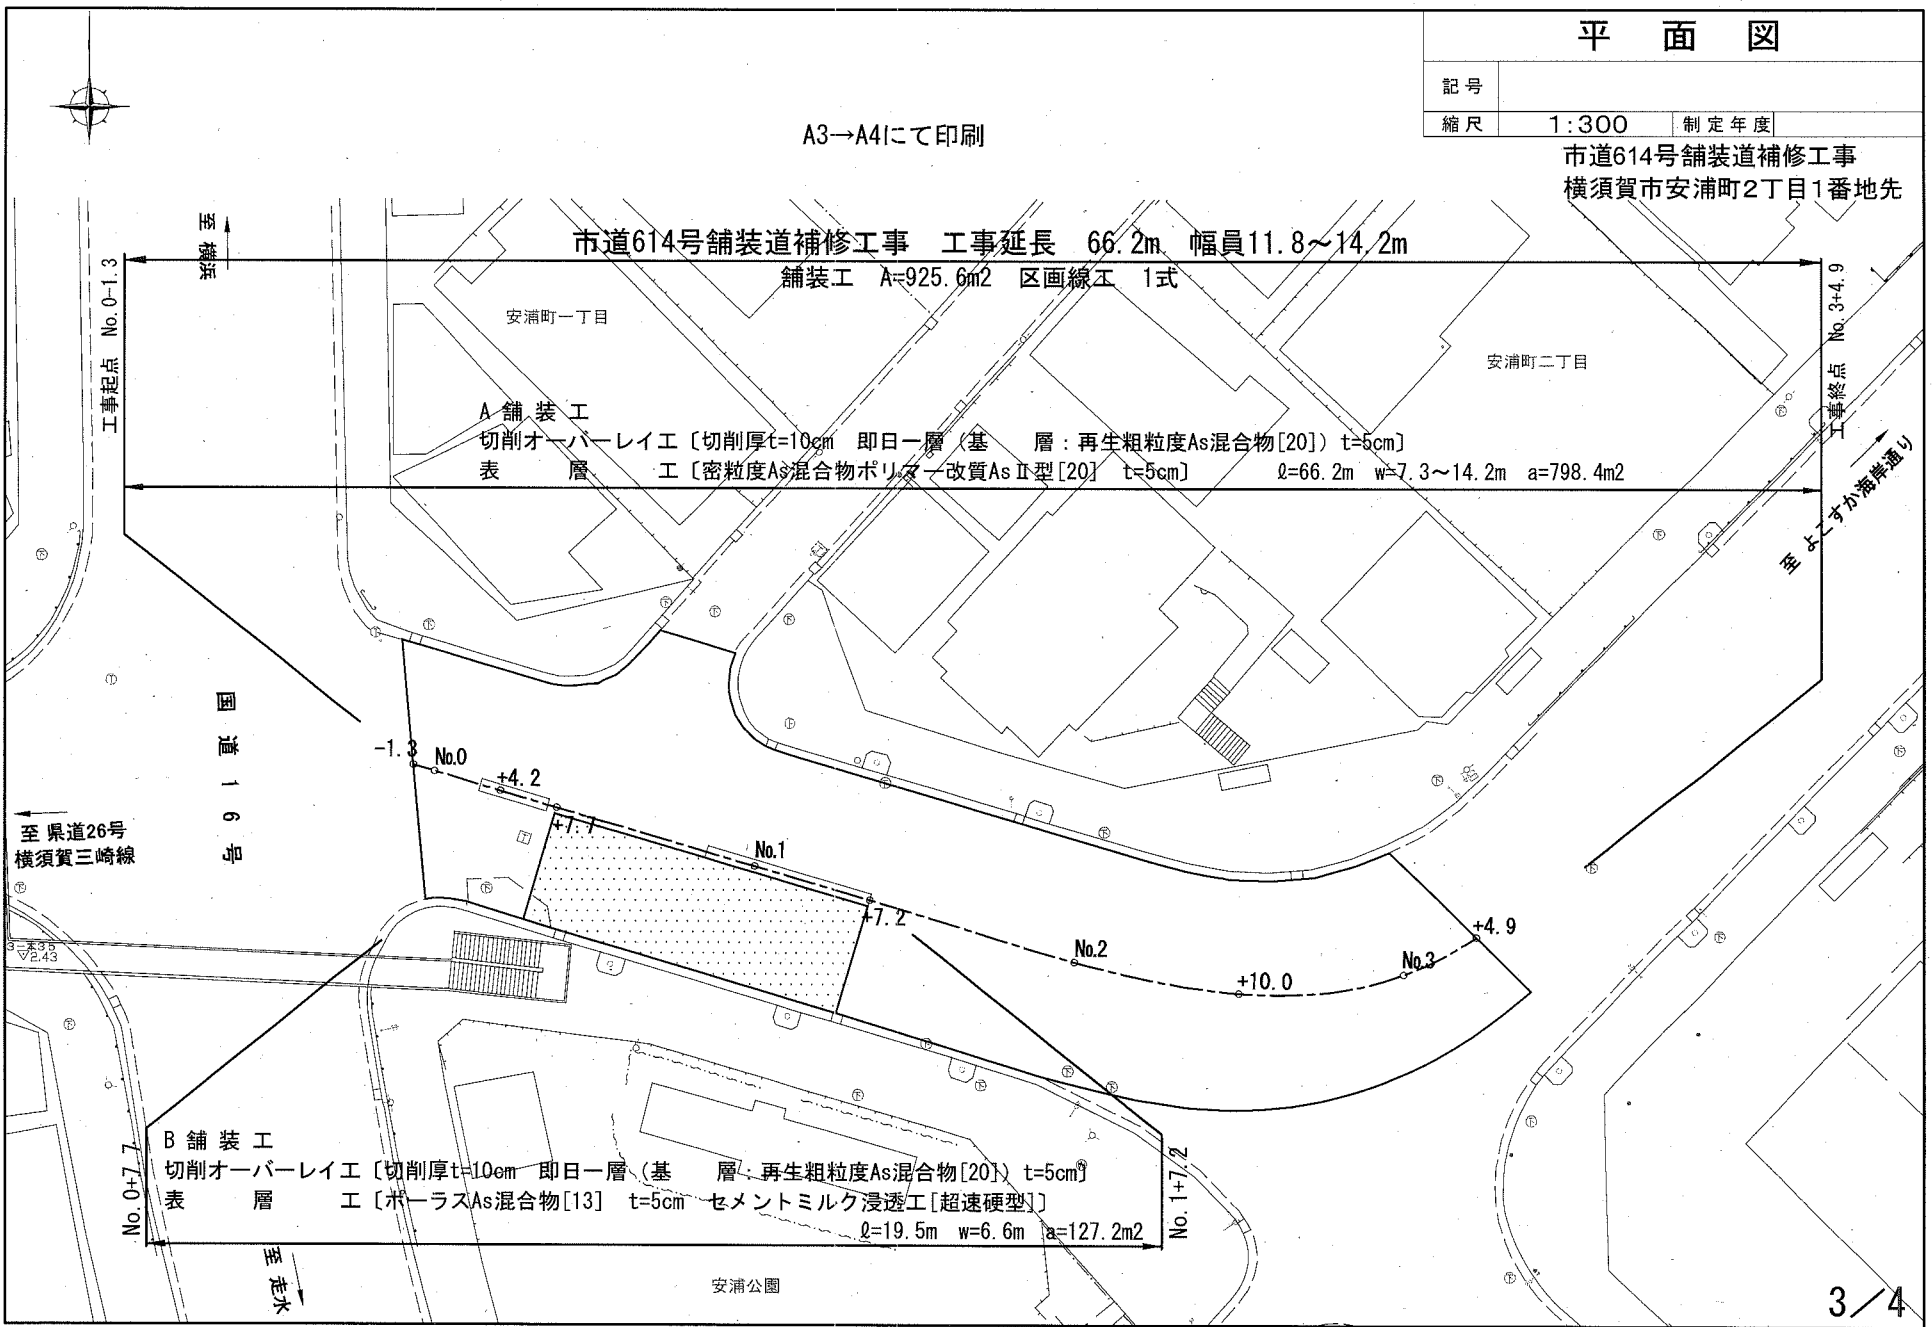 平面図
記号
縮尺 1:300 制定年度
A3→A4にて印刷
市道614号舗装道補修工事
横須賀市安浦町2丁目1番地先
至 横浜
市道614号舗装道補修工事 工事延長 66.2m 幅員11.8～14.2m
舗装工 A=925.6m2 区画線工 1式
工事起点 No.0-1.3
工事終点 No.3+4.9
安浦町一丁目
安浦町二丁目
A 舗装工
切削オーバーレイ工〔切削厚t=10cm 即日一層（基 層：再生粗粒度As混合物[20]）t=5cm〕
表 層 工〔密粒度As混合物ポリマー改質AsⅡ型[20] t=5cm〕 ℓ=66.2m w=7.3～14.2m a=798.4m2
至 よこすか海岸通り
国道16号
-1.3
No.0
+4.2
+7.7
No.1
+7.2
No.2
+10.0
No.3
+4.9
至 県道26号
横須賀三崎線
2.43
B 舗装工
切削オーバーレイ工〔切削厚t=10cm 即日一層（基 層：再生粗粒度As混合物[20]）t=5cm〕
表 層 工〔ポーラスAs混合物[13] t=5cm セメントミルク浸透工[超速硬型]〕
ℓ=19.5m w=6.6m a=127.2m2
No.0+7.7
No.1+7.2
至 走水
安浦公園
3／4